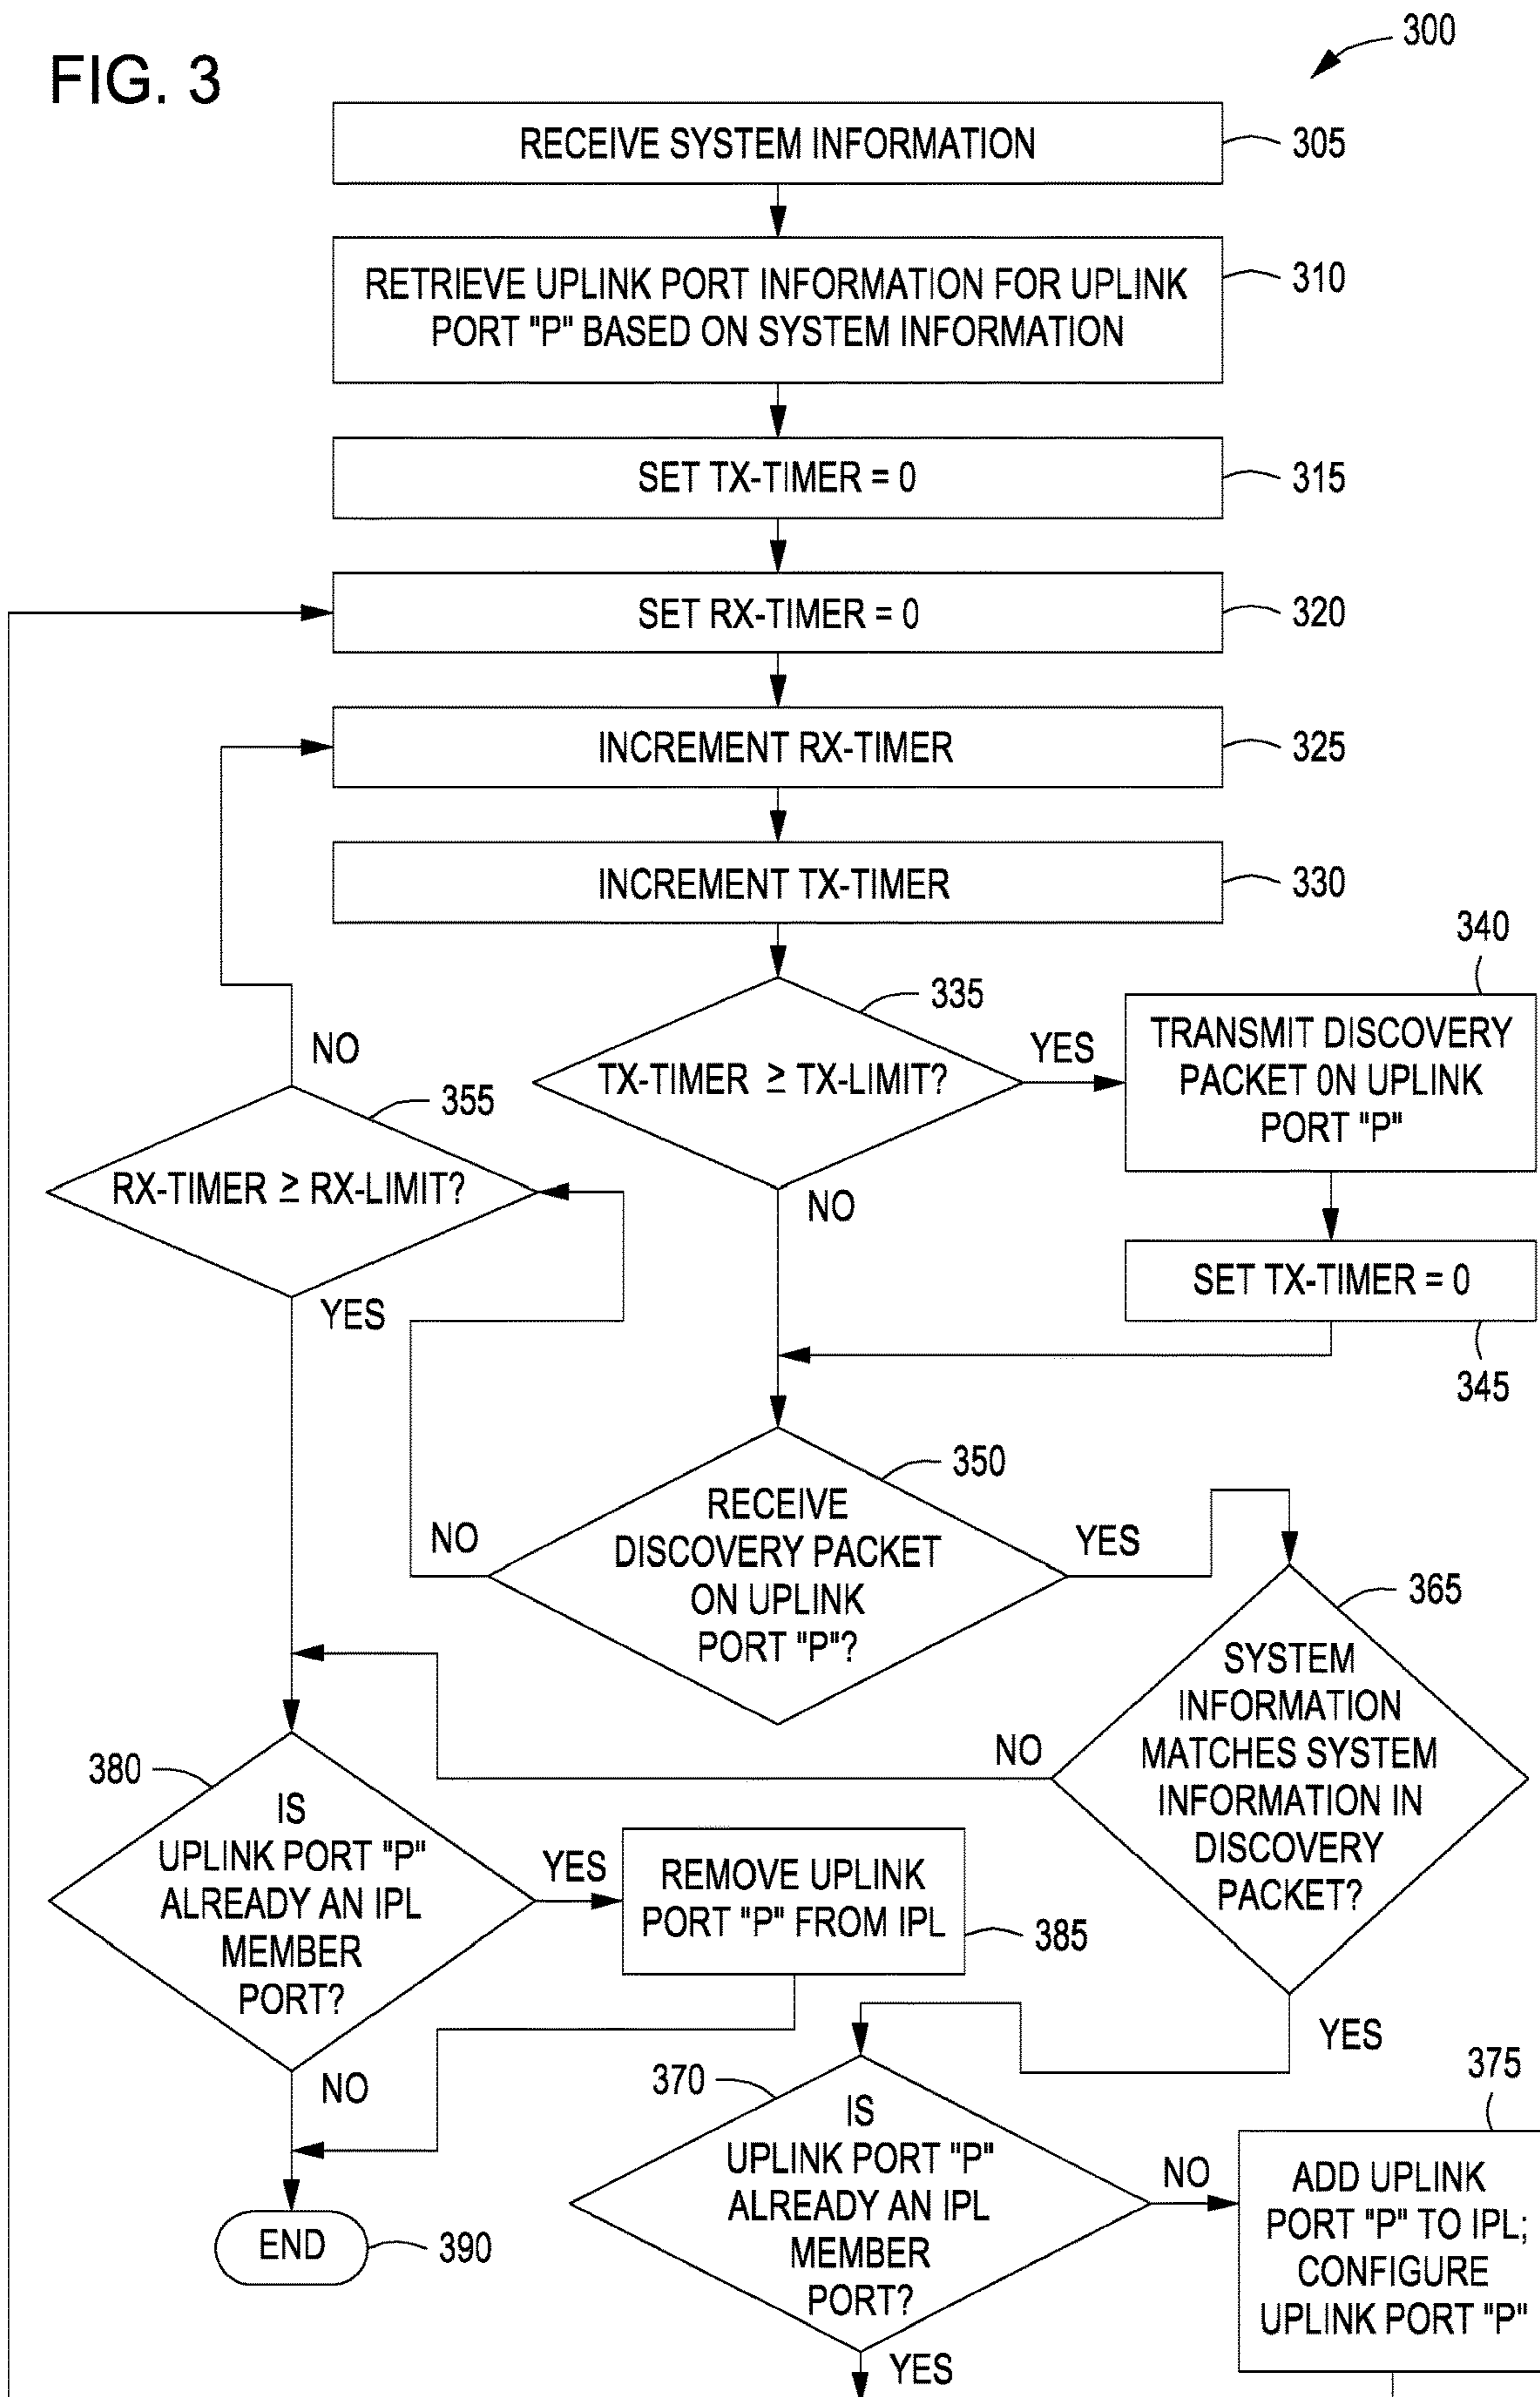 FIG. 3
300
RECEIVE SYSTEM INFORMATION
305
RETRIEVE UPLINK PORT INFORMATION FOR UPLINK
PORT "P" BASED ON SYSTEM INFORMATION
310
SET TX-TIMER = 0
315
SET RX-TIMER = 0
320
INCREMENT RX-TIMER
325
INCREMENT TX-TIMER
330
335
TX-TIMER ≥ TX-LIMIT?
YES
NO
340
TRANSMIT DISCOVERY
PACKET ON UPLINK
PORT "P"
SET TX-TIMER = 0
345
NO
355
RX-TIMER ≥ RX-LIMIT?
YES
350
RECEIVE
DISCOVERY PACKET
ON UPLINK
PORT "P"?
NO
YES
365
SYSTEM
INFORMATION
MATCHES SYSTEM
INFORMATION IN
DISCOVERY
PACKET?
NO
YES
380
IS
UPLINK PORT "P"
ALREADY AN IPL
MEMBER
PORT?
YES
NO
REMOVE UPLINK
PORT "P" FROM IPL
385
370
IS
UPLINK PORT "P"
ALREADY AN IPL
MEMBER
PORT?
NO
YES
375
ADD UPLINK
PORT "P" TO IPL;
CONFIGURE
UPLINK PORT "P"
END
390